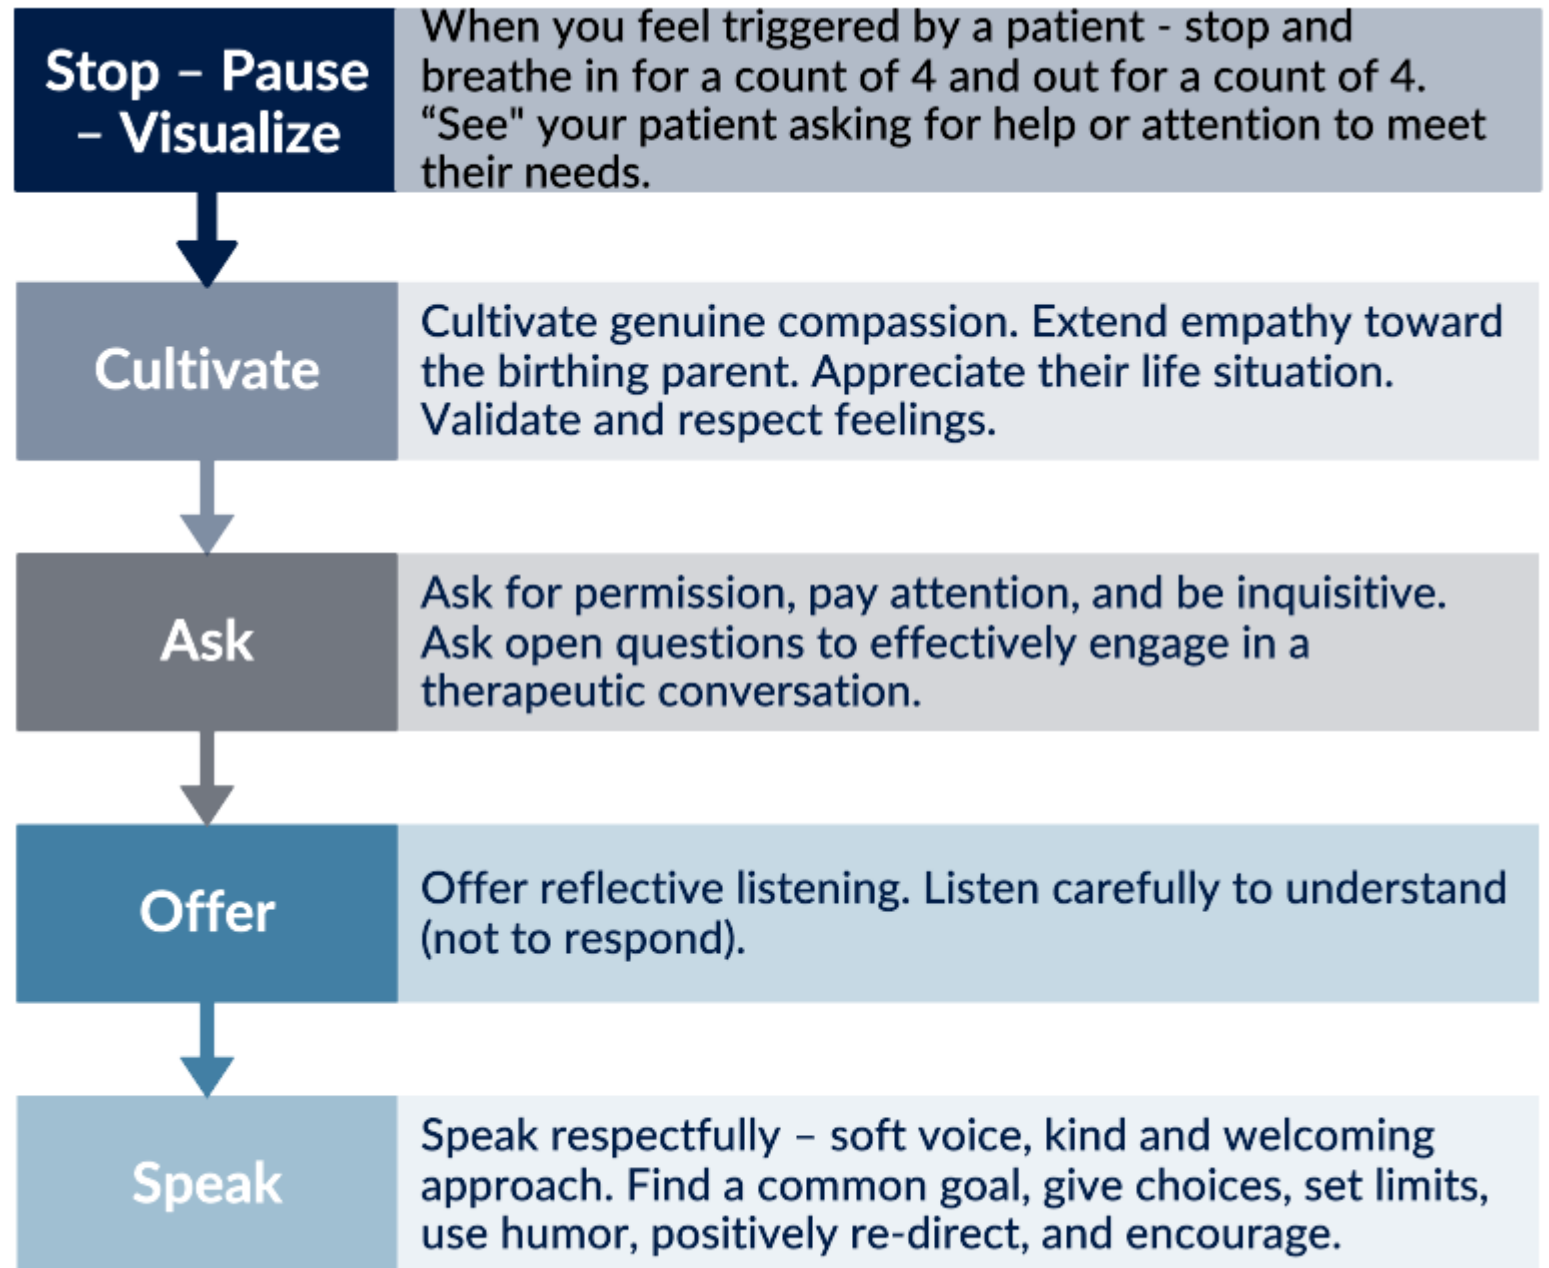 Stop – Pause
– Visualize
When you feel triggered by a patient - stop and
breathe in for a count of 4 and out for a count of 4.
“See" your patient asking for help or attention to meet
their needs.
Cultivate
Cultivate genuine compassion. Extend empathy toward
the birthing parent. Appreciate their life situation.
Validate and respect feelings.
Ask
Ask for permission, pay attention, and be inquisitive.
Ask open questions to effectively engage in a
therapeutic conversation.
Offer
Offer reflective listening. Listen carefully to understand
(not to respond).
Speak
Speak respectfully – soft voice, kind and welcoming
approach. Find a common goal, give choices, set limits,
use humor, positively re-direct, and encourage.